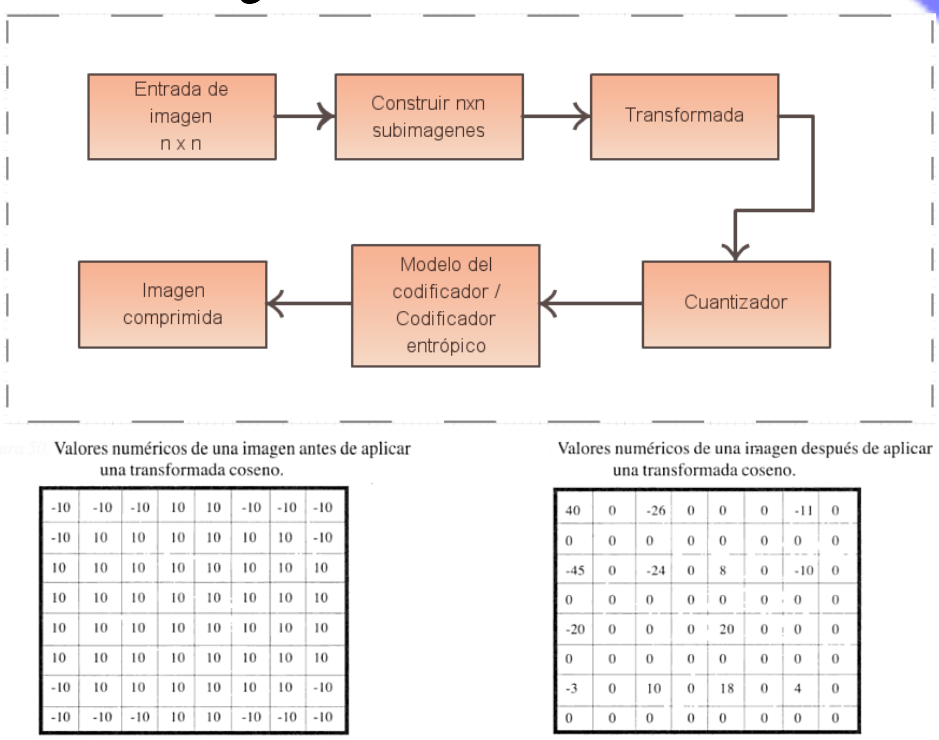 Entrada de
imagen
n x n
Construir nxn
subimagenes
Transformada
Imagen
comprimida
Modelo del
codificador /
Codificador
entrópico
Cuantizador
Valores numéricos de una imagen antes de aplicar
una transformada coseno.
-10 -10 -10 10 10 -10 -10 -10
-10 10 10 10 10 10 10 -10
10 10 10 10 10 10 10 10
10 10 10 10 10 10 10 10
10 10 10 10 10 10 10 10
10 10 10 10 10 10 10 10
-10 10 10 10 10 10 10 -10
-10 -10 -10 10 10 -10 -10 -10
Valores numéricos de una imagen después de aplicar
una transformada coseno.
40 0 -26 0 0 0 -11 0
0 0 0 0 0 0 0 0
-45 0 -24 0 8 0 -10 0
0 0 0 0 0 0 0 0
-20 0 0 0 20 0 0 0
0 0 0 0 0 0 0 0
-3 0 10 0 18 0 4 0
0 0 0 0 0 0 0 0